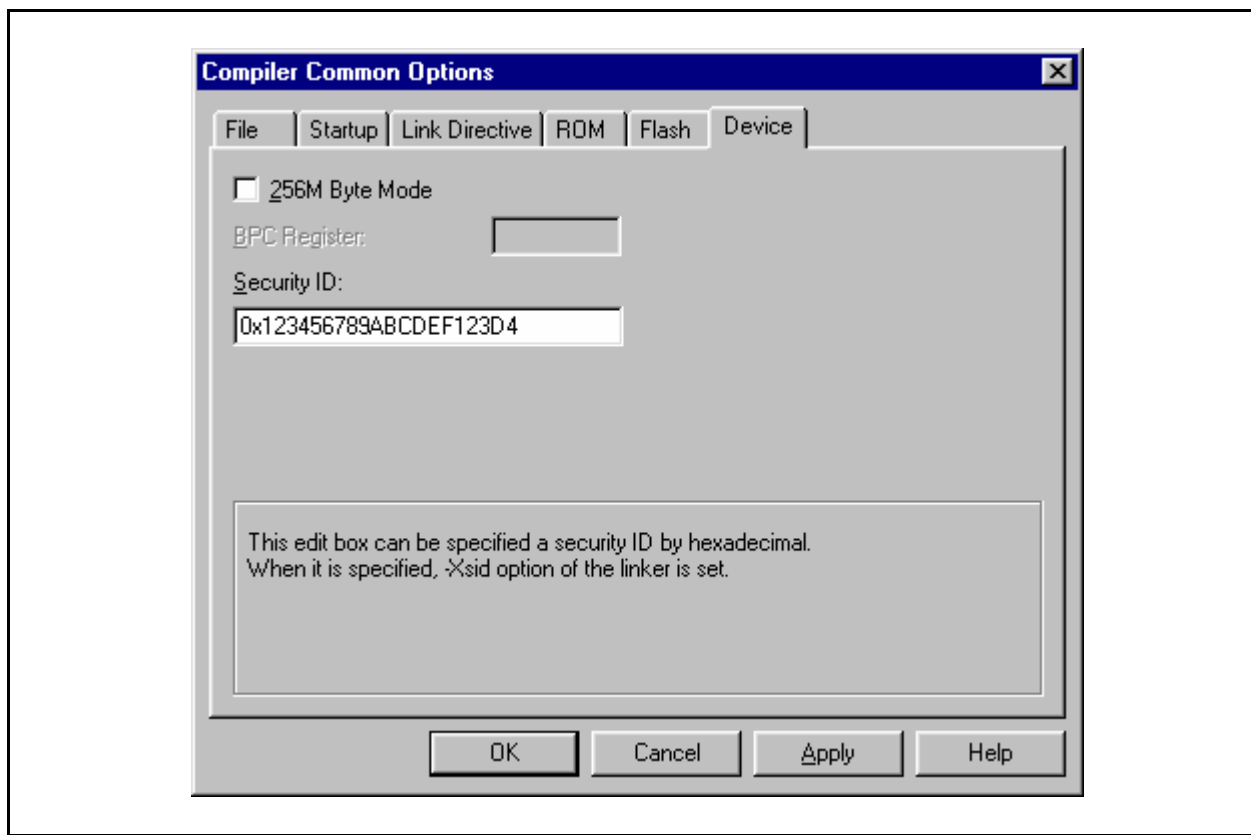 Compiler Common Options
File Startup Link Directive ROM Flash Device
256M Byte Mode
BPC Register:
Security ID:
0x123456789ABCDEF123D4
This edit box can be specified a security ID by hexadecimal.
When it is specified, -Xsid option of the linker is set.
OK Cancel Apply Help